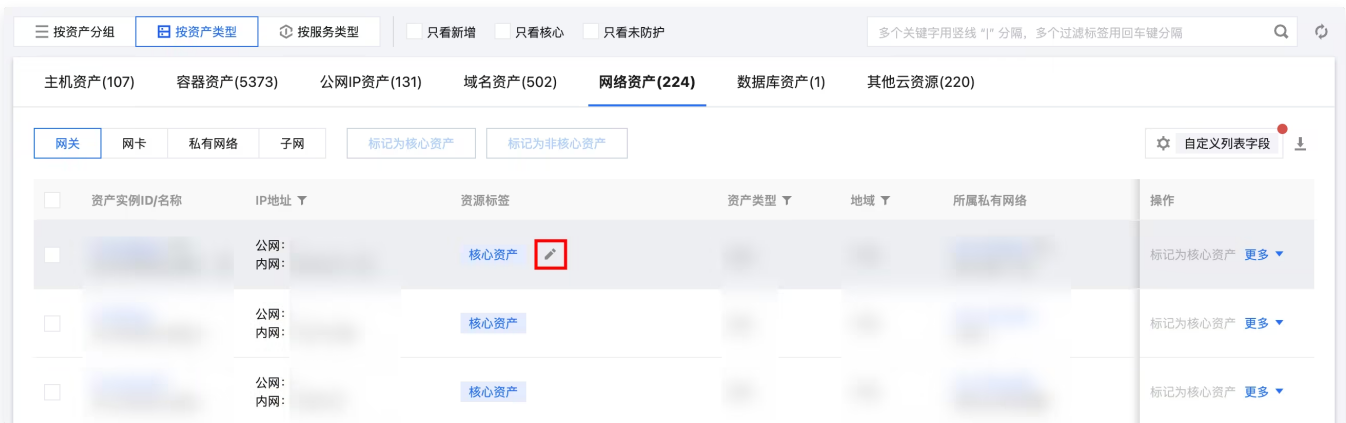 按资产分组 按资产类型 按服务类型 只看新增 只看核心 只看未防护 多个关键字用竖线 "|" 分隔，多个过滤标签用回车键分隔
主机资产(107) 容器资产(5373) 公网IP资产(131) 域名资产(502) 网络资产(224) 数据库资产(1) 其他云资源(220)
网关 网卡 私有网络 子网 标记为核心资产 标记为非核心资产 自定义列表字段
资产实例ID/名称 IP地址 资源标签 资产类型 地域 所属私有网络 操作
公网：
内网：
核心资产 标记为核心资产 更多
公网：
内网：
核心资产 标记为核心资产 更多
公网：
内网：
核心资产 标记为核心资产 更多